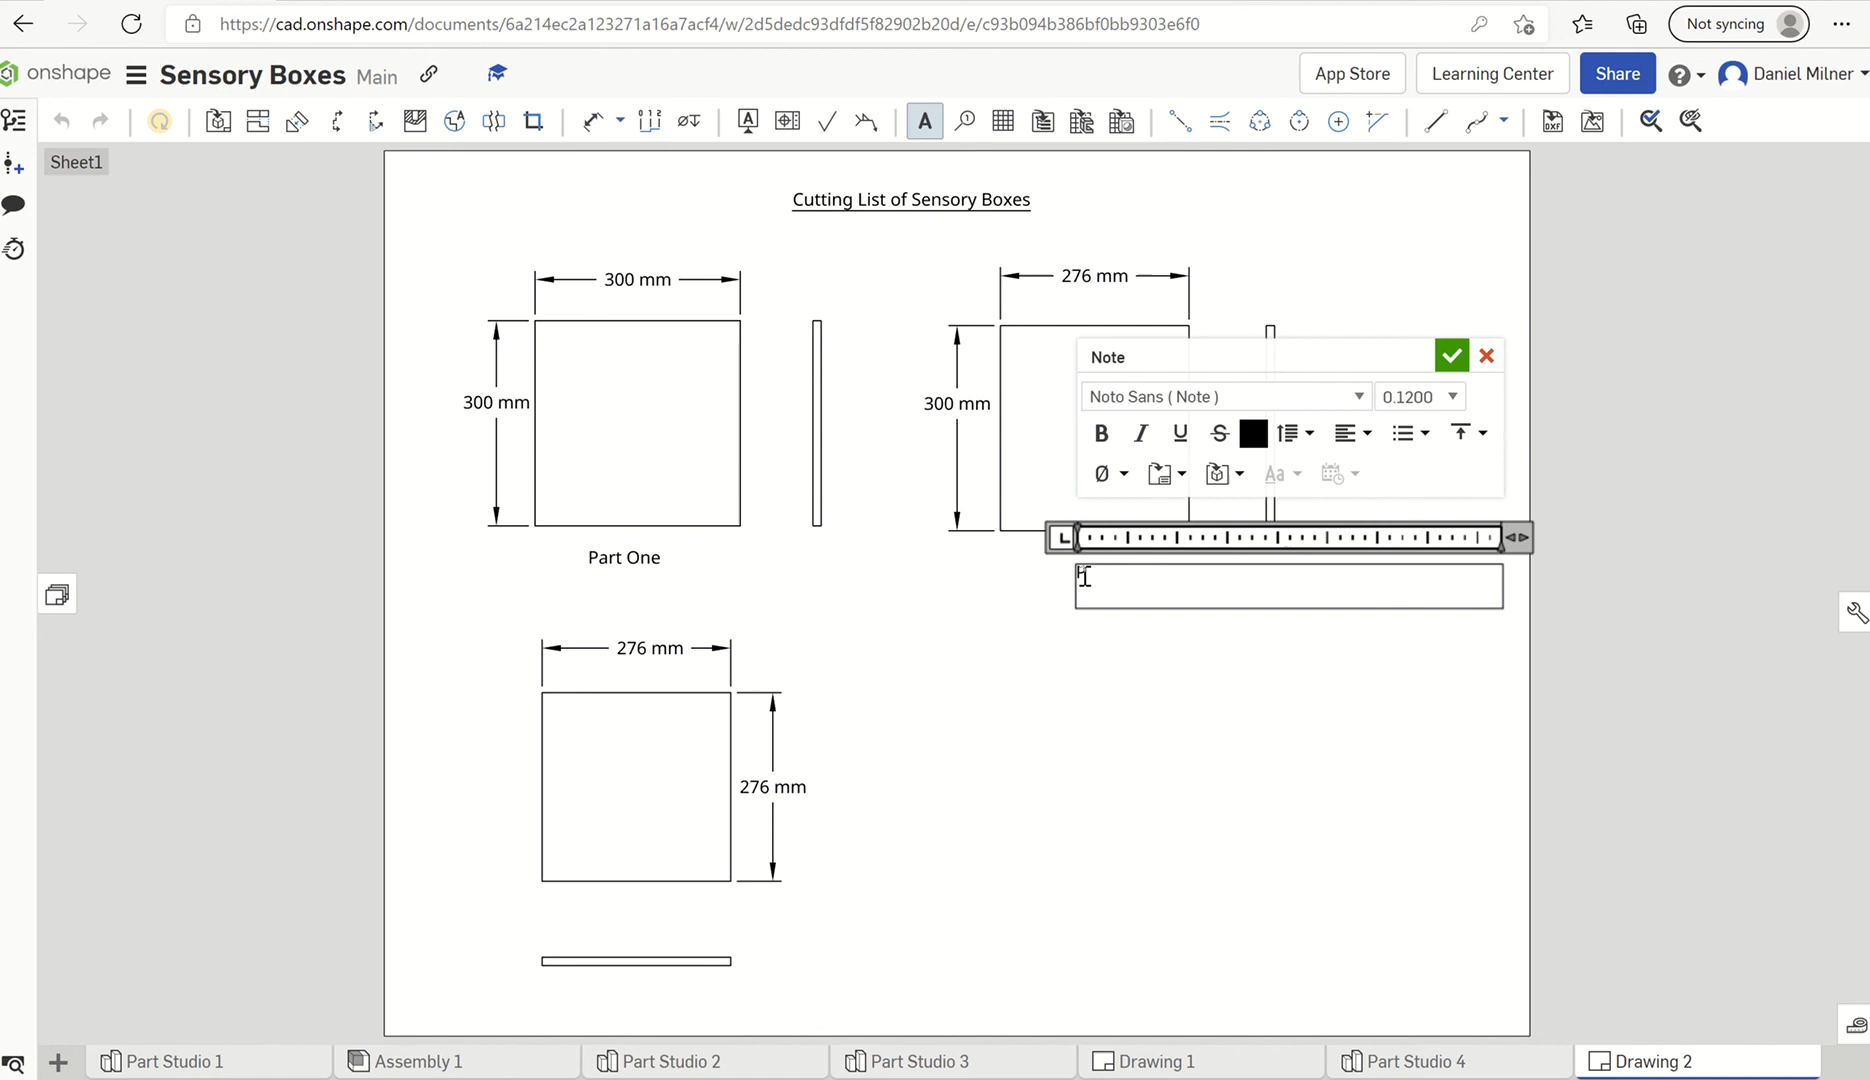 https://cad.onshape.com/documents/6a214ec2a123271a16a7acf4/w/2d5dedc93dfdf5f82902b20d/e/c93b094b386bf0bb9303e6f0
Not syncing
onshape
Sensory Boxes
Main
App Store
Learning Center
Share
Daniel Milner
Sheet1
Cutting List of Sensory Boxes
300 mm
276 mm
300 mm
300 mm
Note
Noto Sans ( Note )
0.1200
Part One
276 mm
276 mm
Part Studio 1
Assembly 1
Part Studio 2
Part Studio 3
Drawing 1
Part Studio 4
Drawing 2